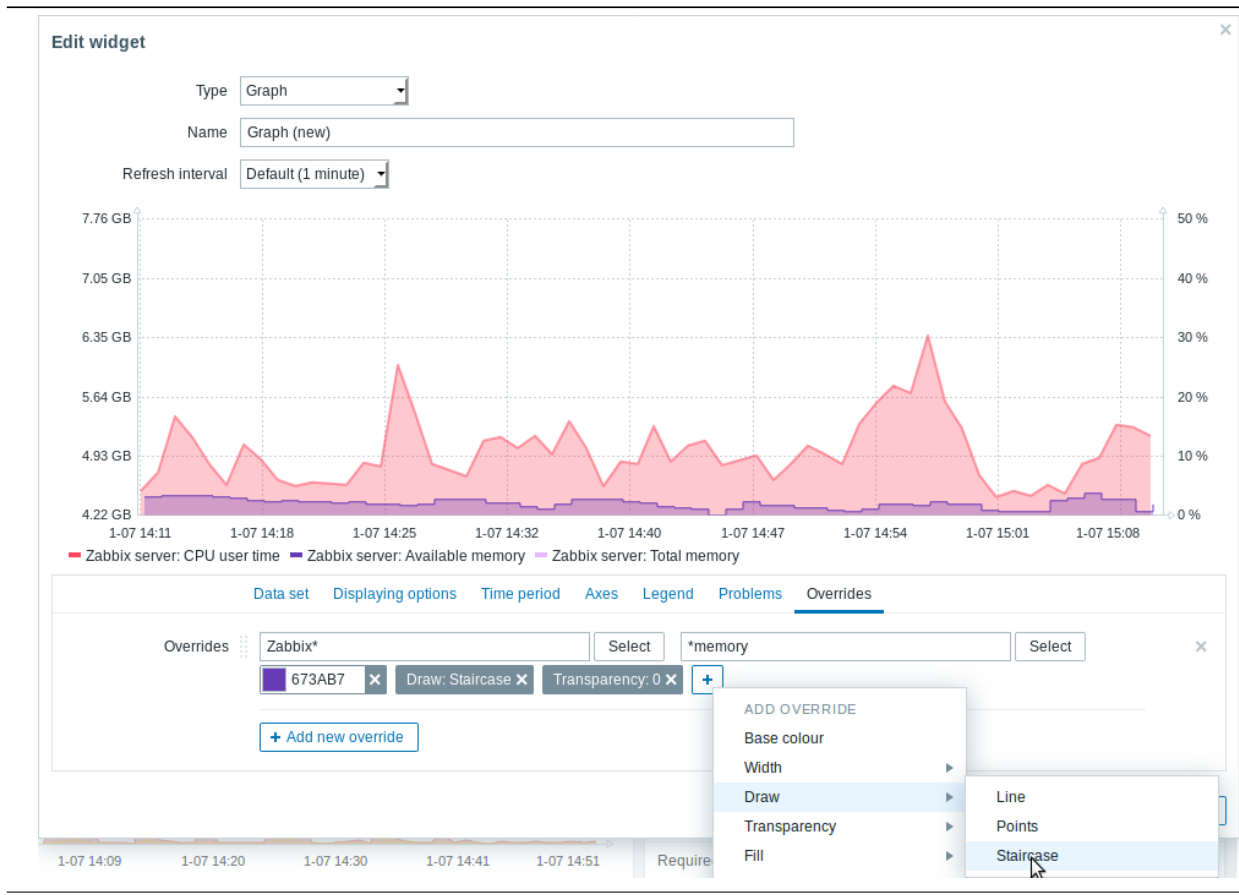 Edit widget ×
Type Graph
Name Graph (new)
Refresh interval Default (1 minute)
7.76 GB 50 %
7.05 GB 40 %
6.35 GB 30 %
5.64 GB 20 %
4.93 GB 10 %
4.22 GB 0 %
1-07 14:11 1-07 14:18 1-07 14:25 1-07 14:32 1-07 14:40 1-07 14:47 1-07 14:54 1-07 15:01 1-07 15:08
Zabbix server: CPU user time Zabbix server: Available memory Zabbix server: Total memory
Data set Displaying options Time period Axes Legend Problems Overrides
Overrides Zabbix* Select *memory Select ×
673AB7 × Draw: Staircase × Transparency: 0 × +
+ Add new override
ADD OVERRIDE
Base colour
Width
Draw
Transparency
Fill
Line
Points
Staircase
1-07 14:09 1-07 14:20 1-07 14:30 1-07 14:41 1-07 14:51